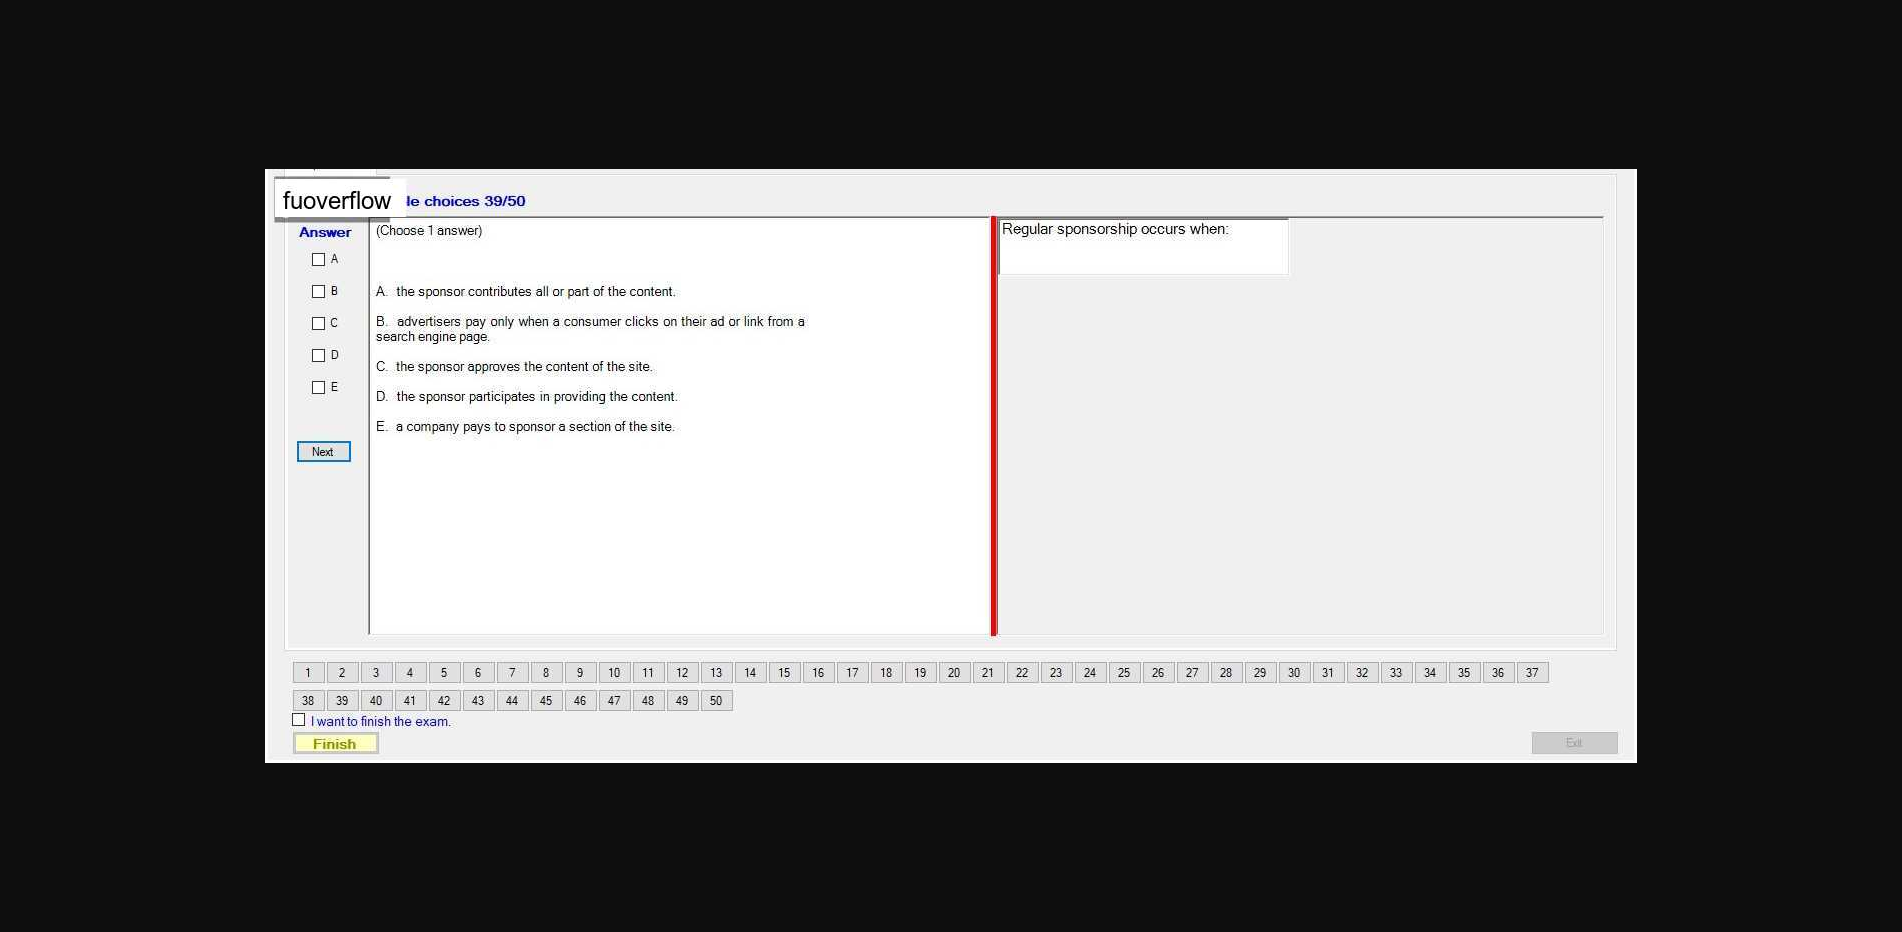 fuoverflow
le choices 39/50
Answer
(Choose 1 answer)
Regular sponsorship occurs when:
A
B
C
D
E
A. the sponsor contributes all or part of the content.
B. advertisers pay only when a consumer clicks on their ad or link from a
search engine page.
C. the sponsor approves the content of the site.
D. the sponsor participates in providing the content.
E. a company pays to sponsor a section of the site.
Next
1 2 3 4 5 6 7 8 9 10 11 12 13 14 15 16 17 18 19 20 21 22 23 24 25 26 27 28 29 30 31 32 33 34 35 36 37
38 39 40 41 42 43 44 45 46 47 48 49 50
I want to finish the exam.
Finish
Exit